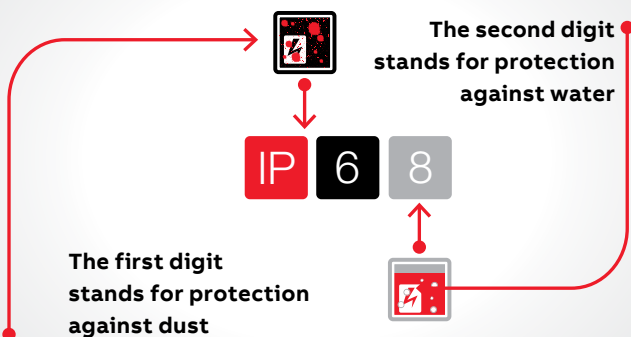 The second digit
stands for protection
against water
IP 6 8
The first digit
stands for protection
against dust